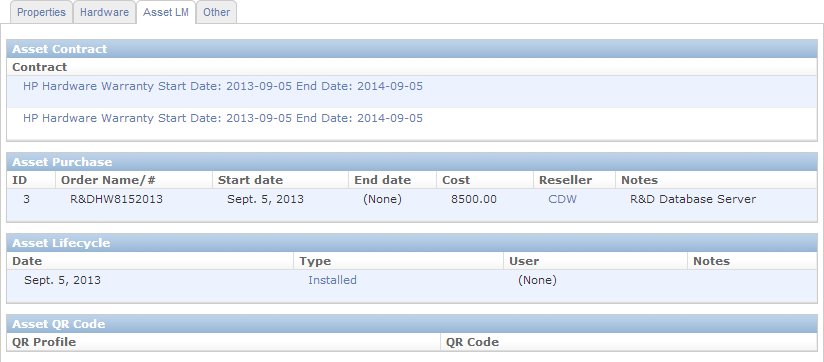 Properties Hardware Asset LM Other
Asset Contract
Contract
HP Hardware Warranty Start Date: 2013-09-05 End Date: 2014-09-05
HP Hardware Warranty Start Date: 2013-09-05 End Date: 2014-09-05
Asset Purchase
ID Order Name/# Start date End date Cost Reseller Notes
3 R&DHW8152013 Sept. 5, 2013 (None) 8500.00 CDW R&D Database Server
Asset Lifecycle
Date Type User Notes
Sept. 5, 2013 Installed (None)
Asset QR Code
QR Profile QR Code